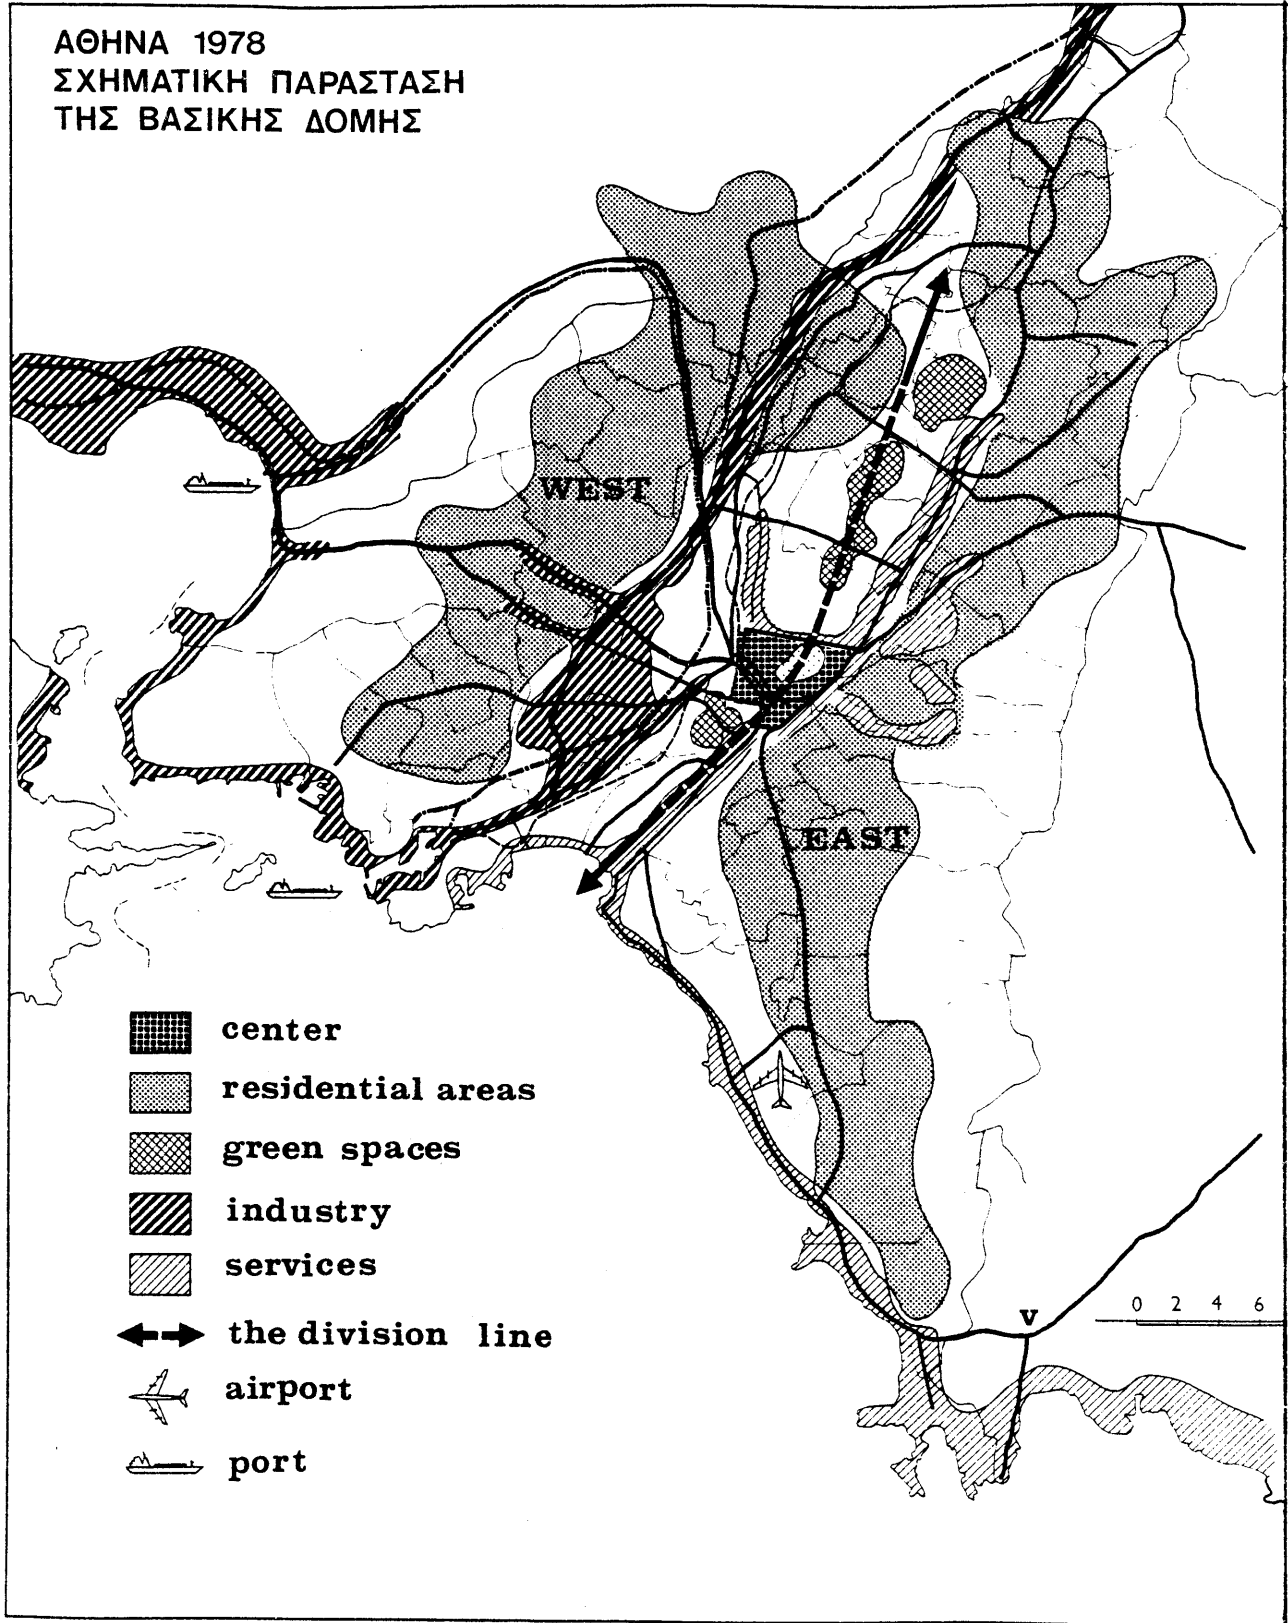 ΑΘΗΝΑ 1978
ΣΧΗΜΑΤΙΚΗ ΠΑΡΑΣΤΑΣΗ
ΤΗΣ ΒΑΣΙΚΗΣ ΔΟΜΗΣ
WEST
EAST
center
residential areas
green spaces
industry
services
the division line
airport
port
V
0 2 4 6